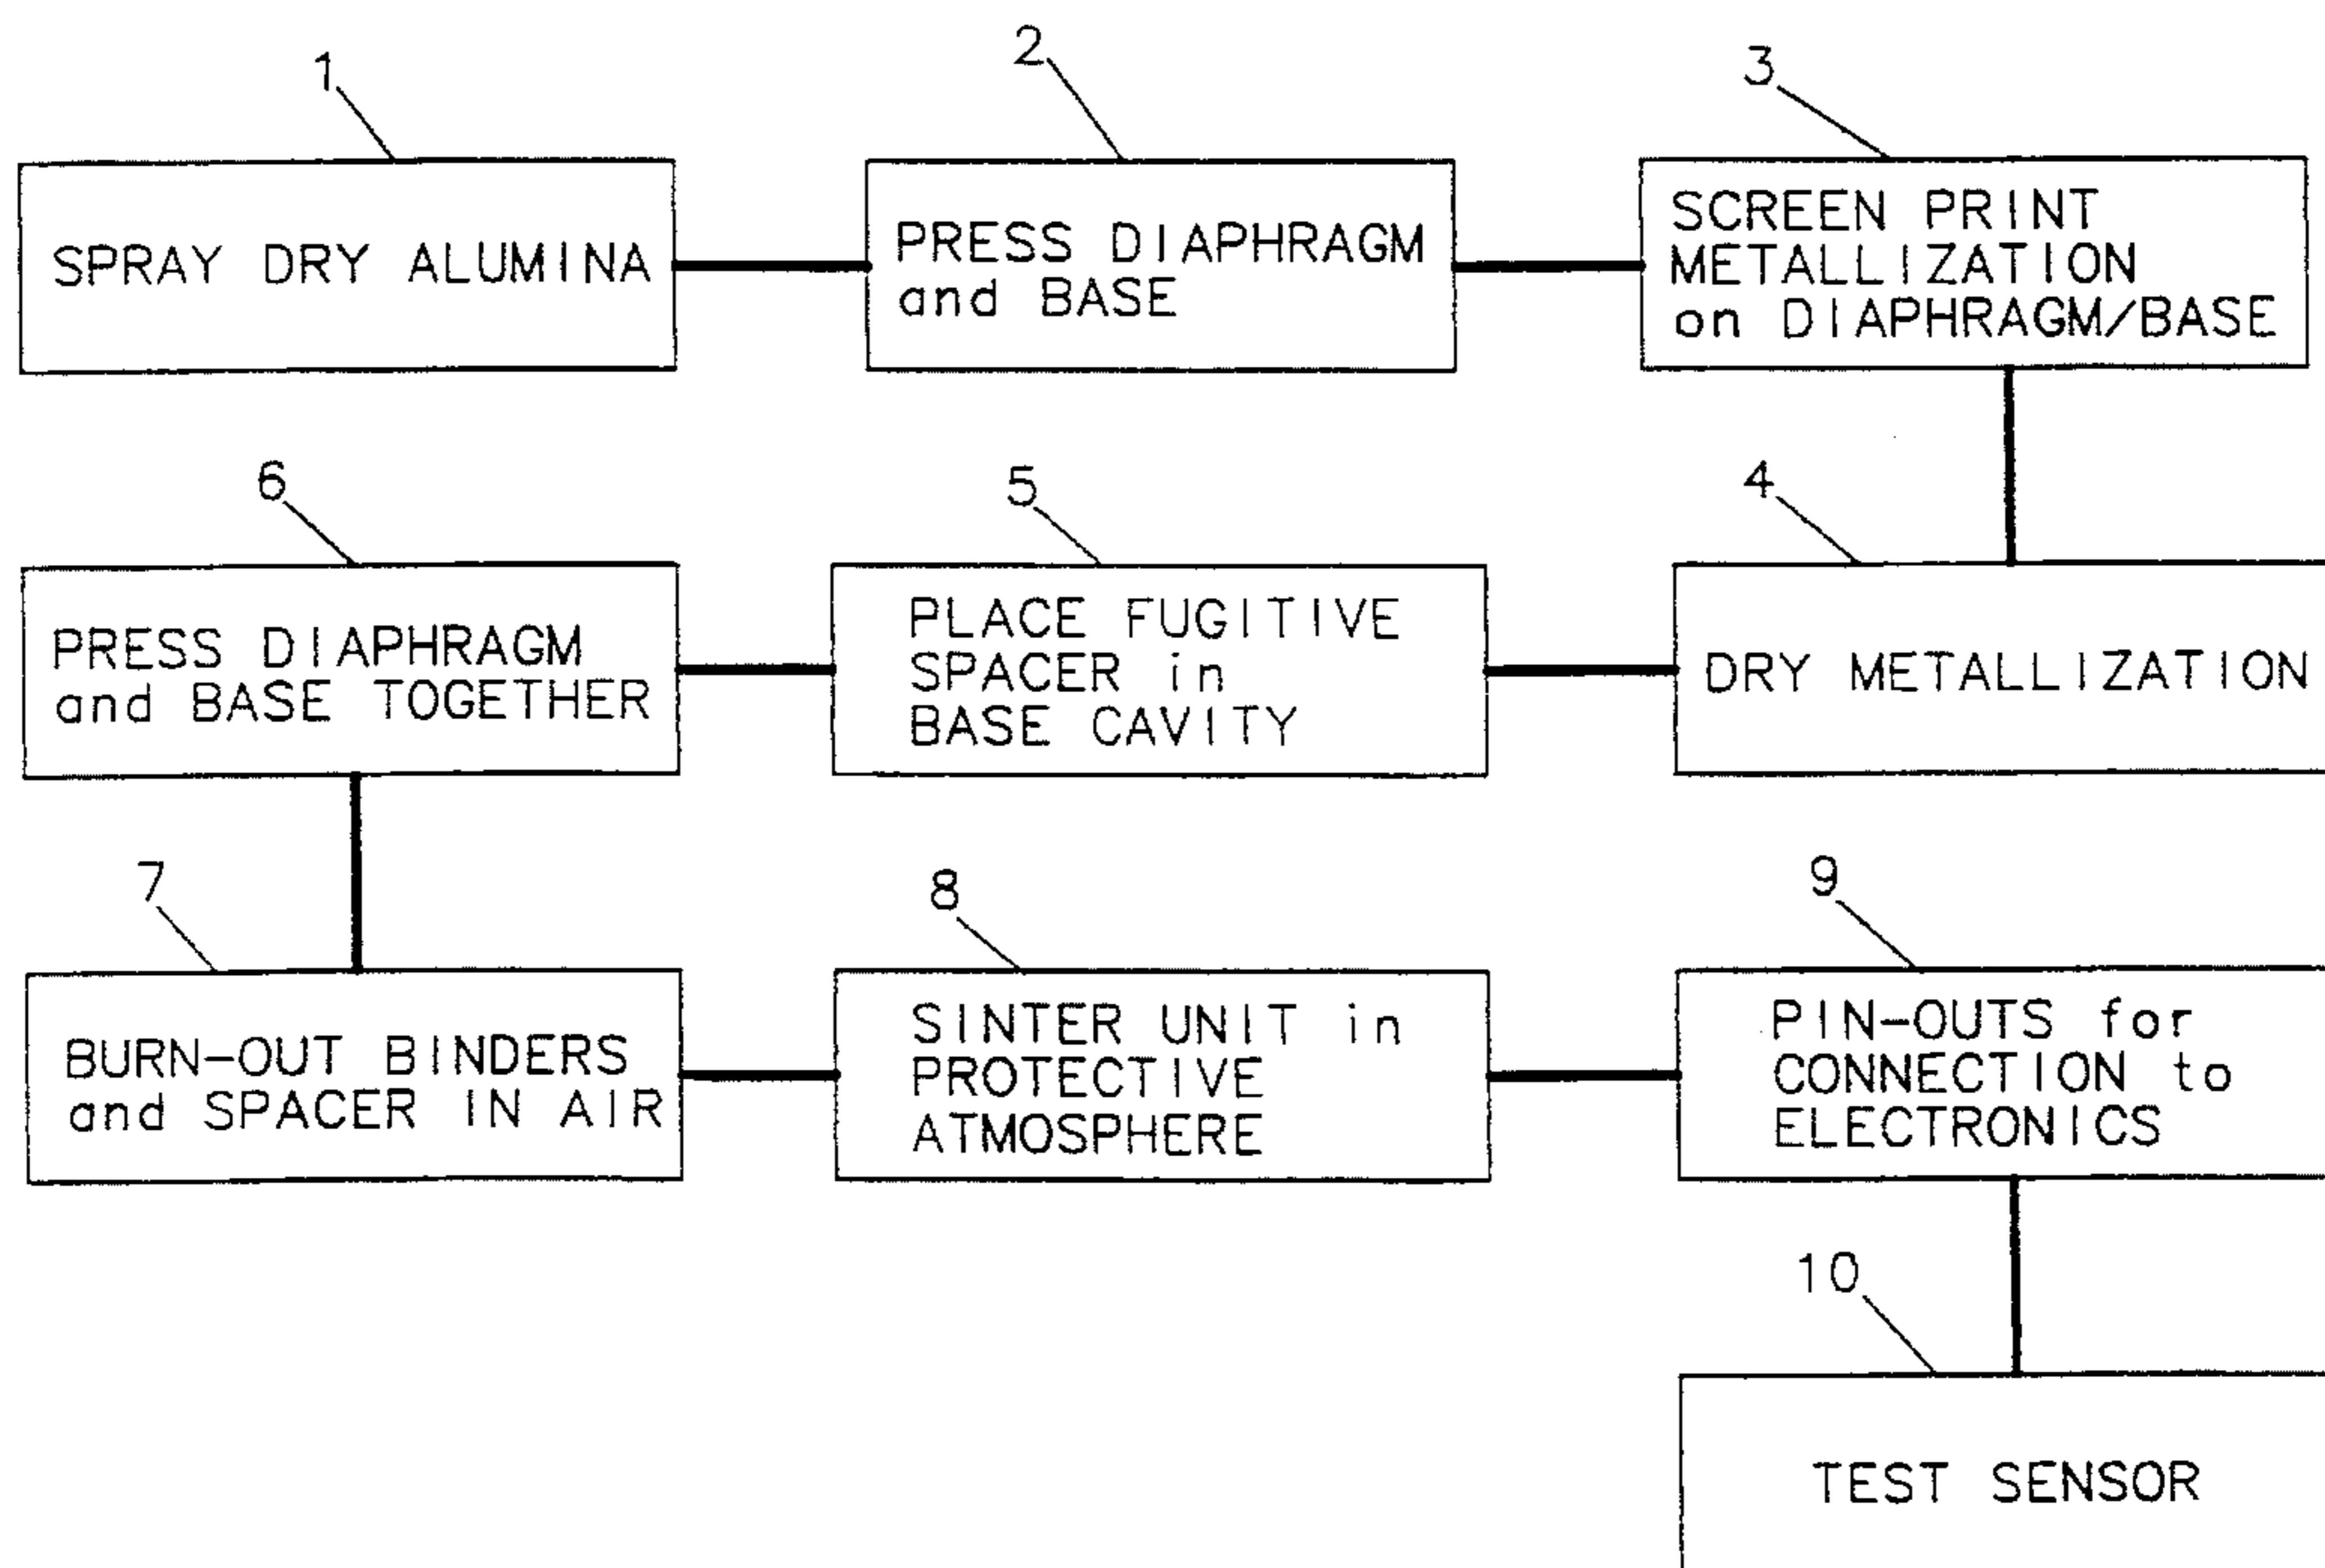 1
SPRAY DRY ALUMINA
2
PRESS DIAPHRAGM
and BASE
3
SCREEN PRINT
METALLIZATION
on DIAPHRAGM/BASE
4
DRY METALLIZATION
5
PLACE FUGITIVE
SPACER in
BASE CAVITY
6
PRESS DIAPHRAGM
and BASE TOGETHER
7
BURN-OUT BINDERS
and SPACER IN AIR
8
SINTER UNIT in
PROTECTIVE
ATMOSPHERE
9
PIN-OUTS for
CONNECTION to
ELECTRONICS
10
TEST SENSOR